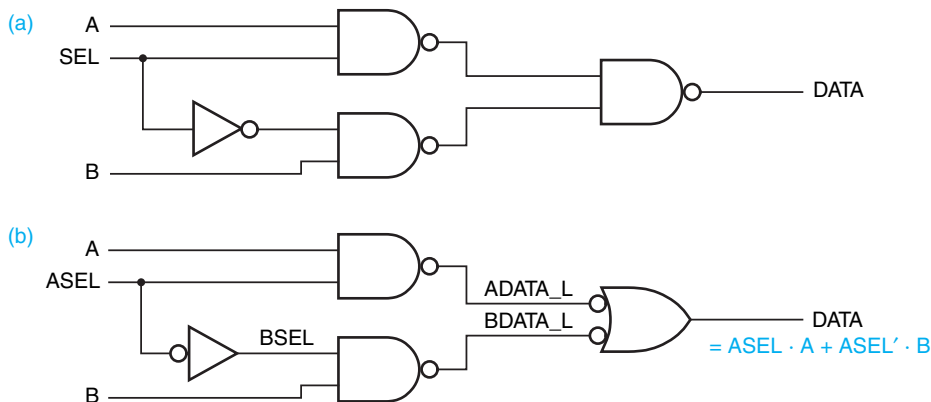 (a)
A
SEL
DATA
B
(b)
A
ASEL
ADATA_L
BDATA_L
BSEL
DATA
= ASEL · A + ASEL′ · B
B